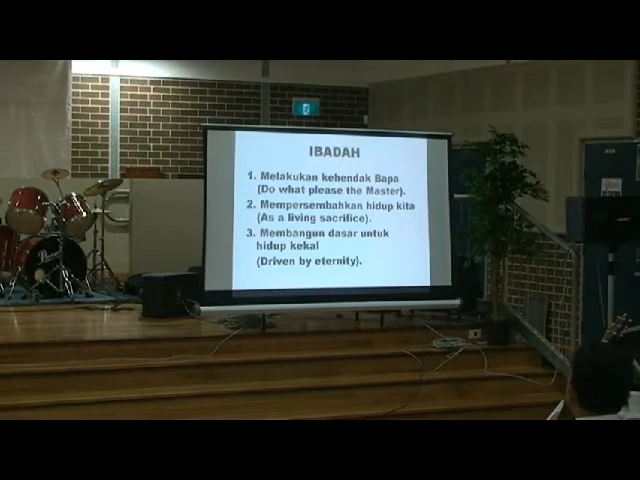 IBADAH
1. Melakukan kehendak Bapa
(Do what please the Master).
2. Mempersembahkan hidup kita
(As a living sacrifice).
3. Membangun dasar untuk
hidup kekal
(Driven by eternity).